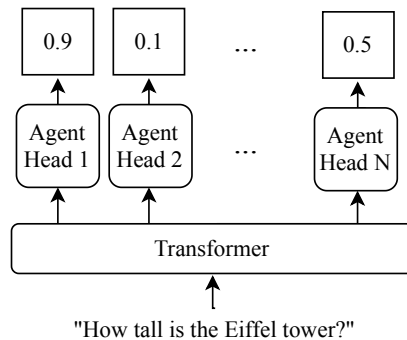 0.9 0.1 ... 0.5
Agent Head 1
Agent Head 2
...
Agent Head N
Transformer
"How tall is the Eiffel tower?"